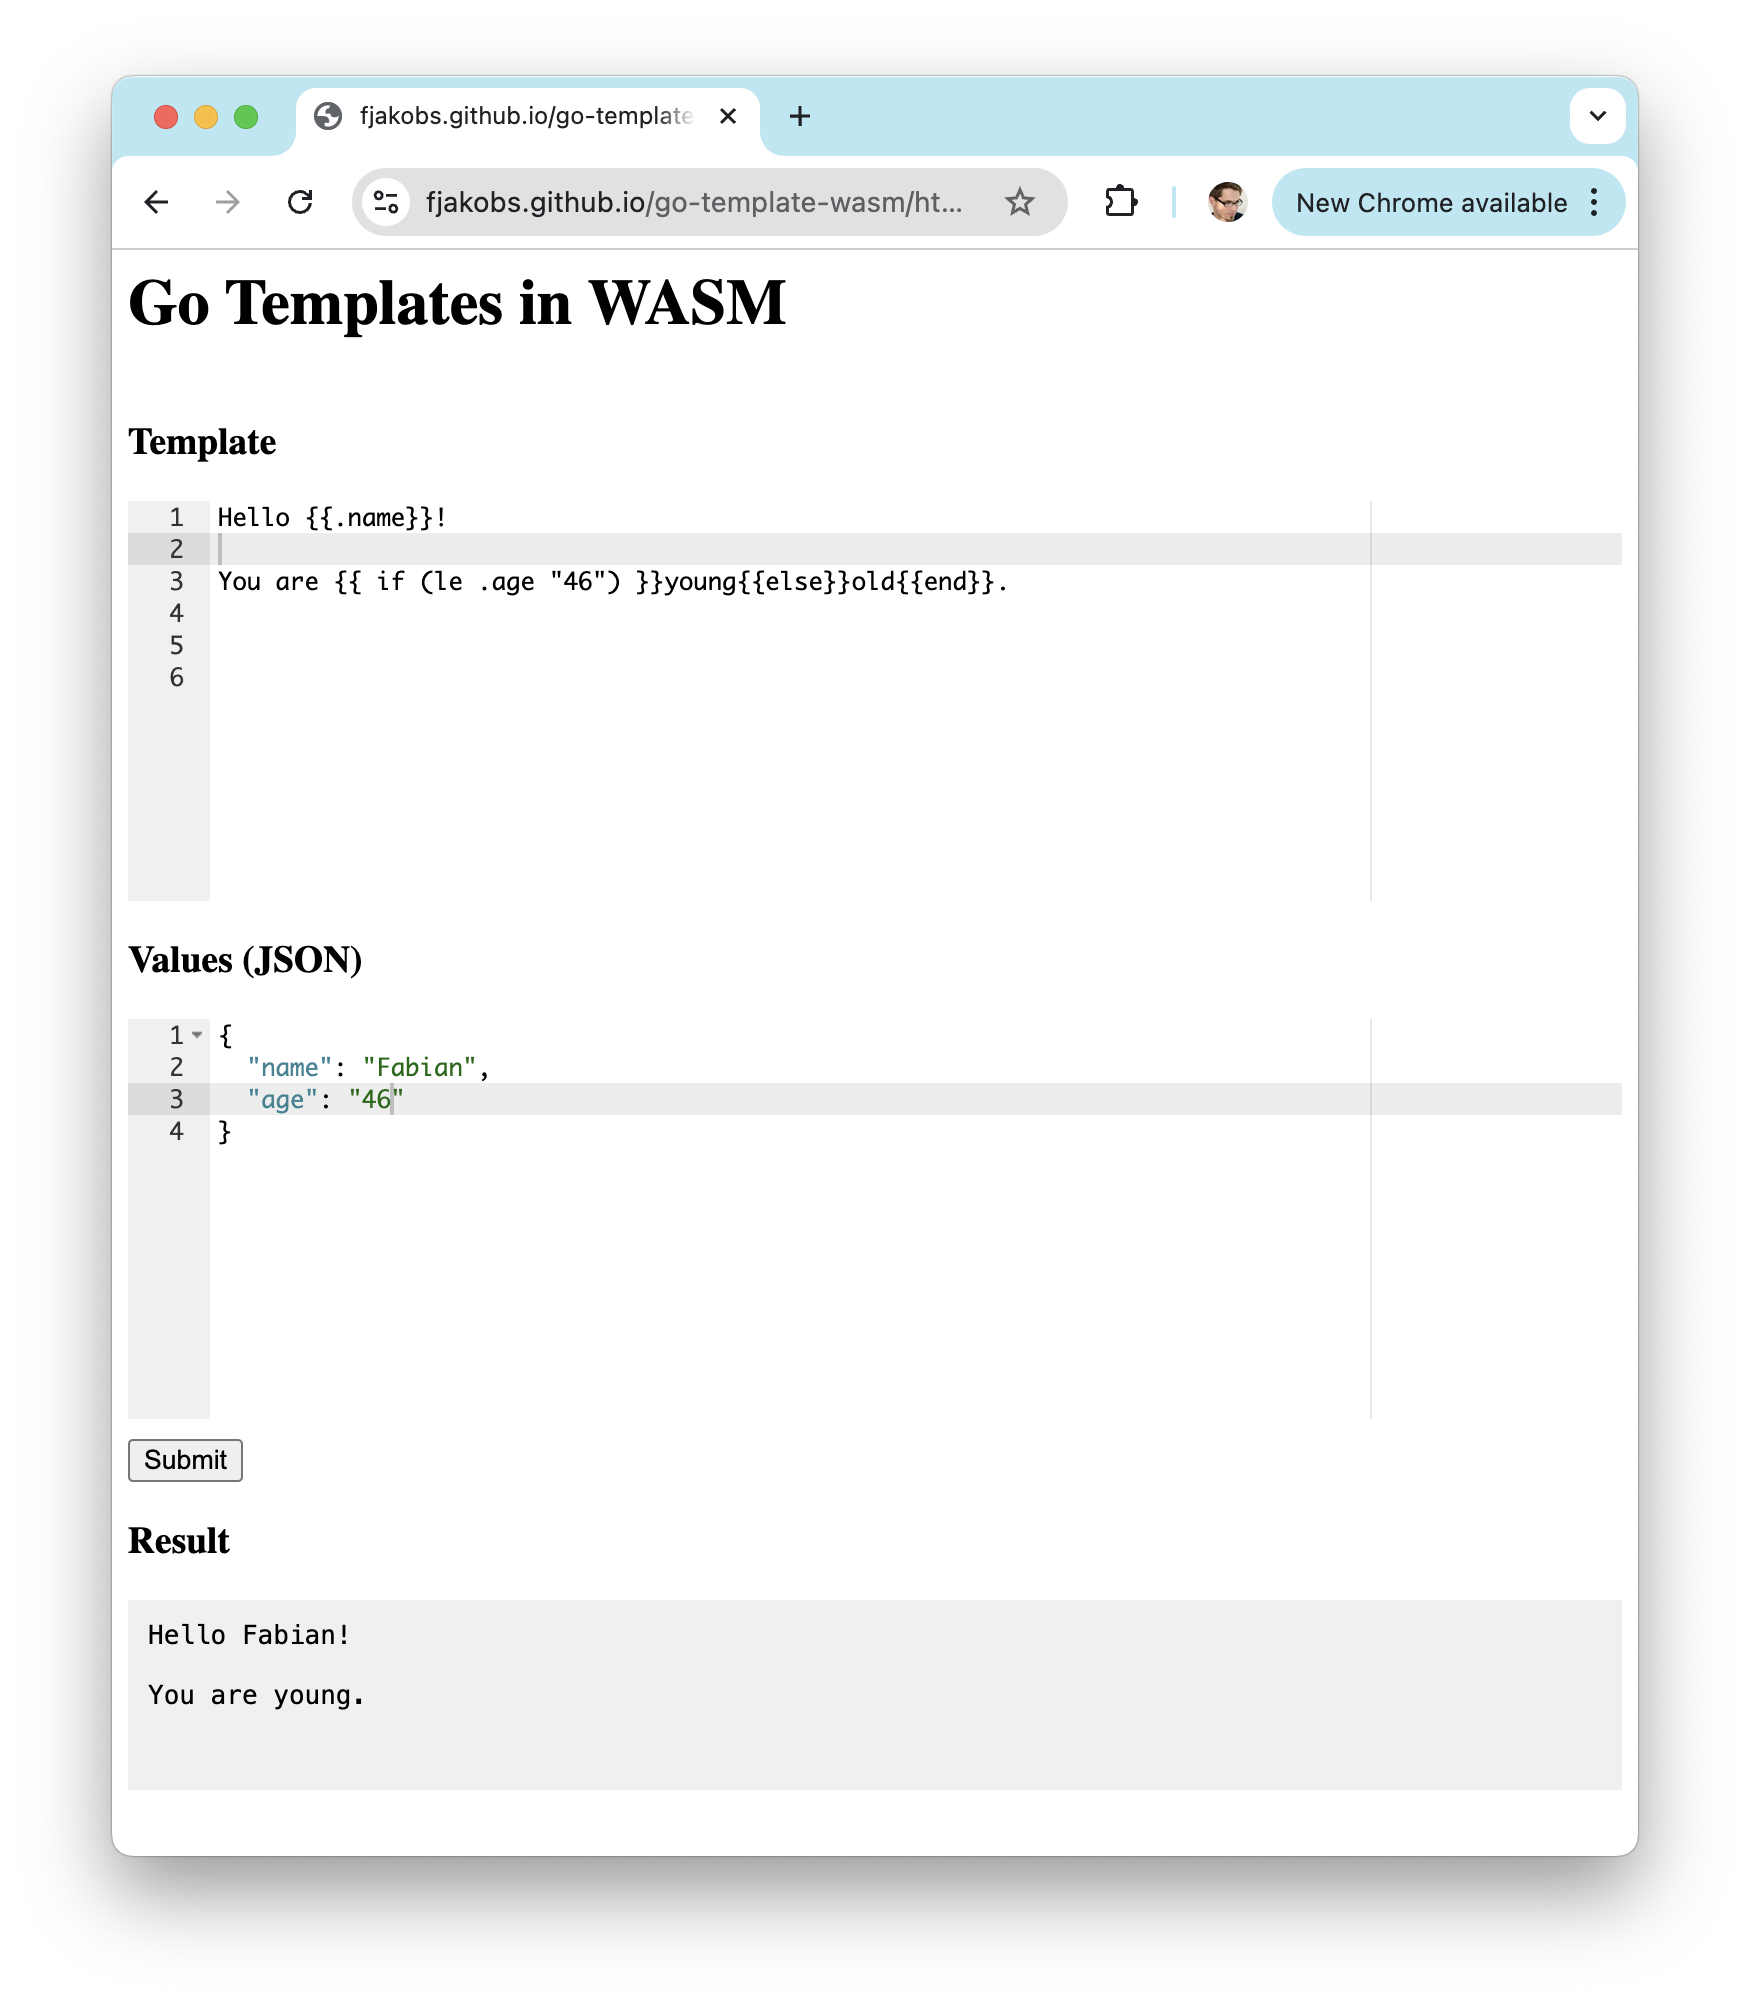 fjakobs.github.io/go-template
fjakobs.github.io/go-template-wasm/ht...
New Chrome available
Go Templates in WASM
Template
1 Hello {{.name}}!
2
3 You are {{ if (le .age "46") }}young{{else}}old{{end}}.
4
5
6
Values (JSON)
1 {
2 "name": "Fabian",
3 "age": "46"
4 }
Submit
Result
Hello Fabian!
You are young.